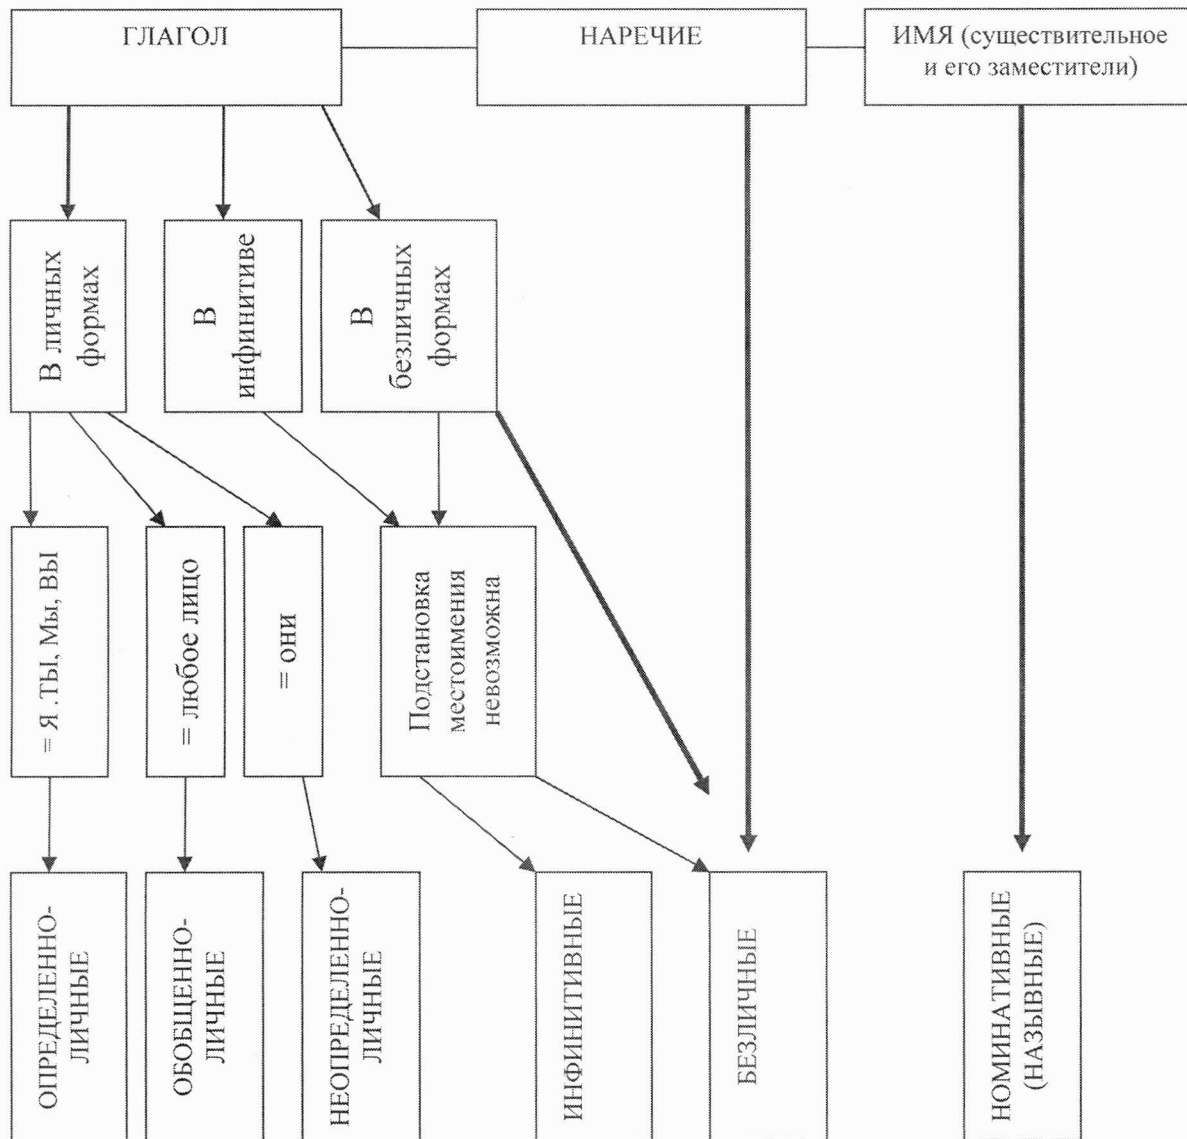 ГЛАГОЛ
НАРЕЧИЕ
ИМЯ (существительное
и его заместители)
В личных
формах
В
инфинитиве
В
безличных
формах
= Я .ТЫ, Мы, ВЫ
= любое лицо
= они
Подстановка
местоимения
невозможна
ОПРЕДЕЛЕННО-
ЛИЧНЫЕ
ОБОБЩЕННО-
ЛИЧНЫЕ
НЕОПРЕДЕЛЕННО-
ЛИЧНЫЕ
ИНФИНИТИВНЫЕ
БЕЗЛИЧНЫЕ
НОМИНАТИВНЫЕ
(НАЗЫВНЫЕ)